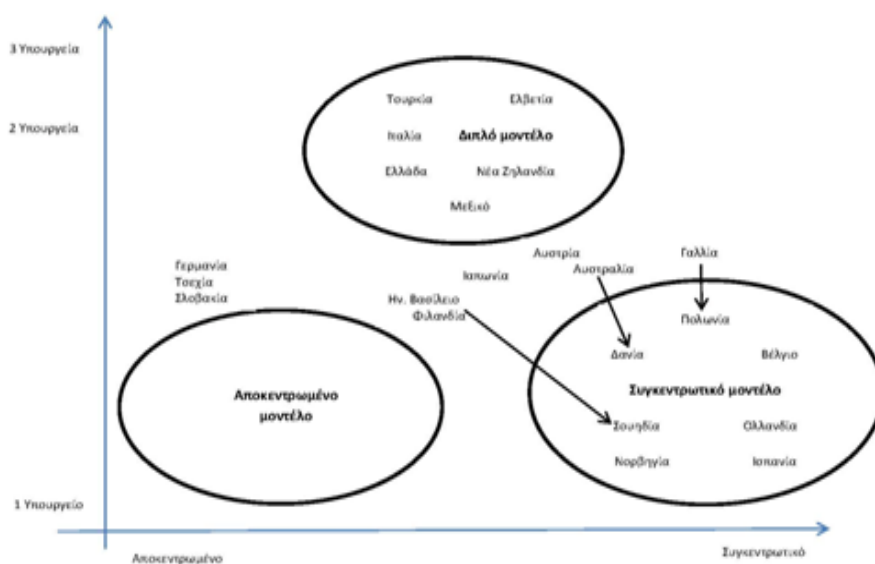 3 Υπουργεία
Τουρκία Ελβετία
2 Υπουργεία
Ιταλία Διπλό μοντέλο
Ελλάδα Νέα Ζηλανδία
Μεξικό
Αυστρία Γαλλία
Γερμανία Ιαπωνία Αυστραλία
Τσεχία
Σλοβακία Ην. Βασίλειο
Φιλανδία Πολωνία
Δανία Βέλγιο
Αποκεντρωμένο
μοντέλο
Συγκεντρωτικό μοντέλο
Σουηδία Ολλανδία
Νορβηγία Ισπανία
1 Υπουργείο
Αποκεντρωμένο Συγκεντρωτικό